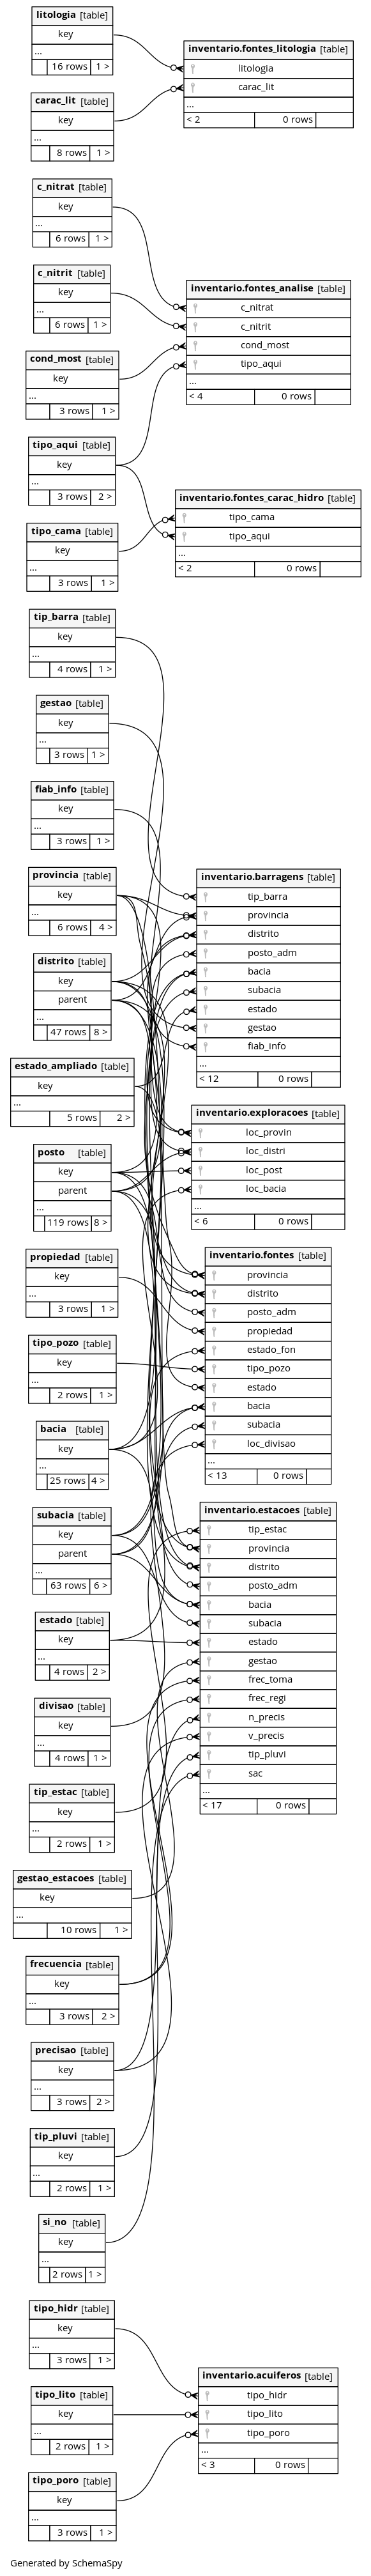 litologia [table]
key
...
16 rows 1 >
carac_lit [table]
key
...
8 rows 1 >
inventario.fontes_litologia [table]
litologia
carac_lit
...
< 2 0 rows
c_nitrat [table]
key
...
6 rows 1 >
c_nitrit [table]
key
...
6 rows 1 >
cond_most [table]
key
...
3 rows 1 >
tipo_aqui [table]
key
...
3 rows 2 >
inventario.fontes_analise [table]
c_nitrat
c_nitrit
cond_most
tipo_aqui
...
< 4 0 rows
tipo_cama [table]
key
...
3 rows 1 >
inventario.fontes_carac_hidro [table]
tipo_cama
tipo_aqui
...
< 2 0 rows
tip_barra [table]
key
...
4 rows 1 >
gestao [table]
key
...
3 rows 1 >
fiab_info [table]
key
...
3 rows 1 >
provincia [table]
key
...
6 rows 4 >
distrito [table]
key
parent
...
47 rows 8 >
estado_ampliado [table]
key
...
5 rows 2 >
inventario.barragens [table]
tip_barra
provincia
distrito
posto_adm
bacia
subacia
estado
gestao
fiab_info
...
< 12 0 rows
posto [table]
key
parent
...
119 rows 8 >
inventario.exploracoes [table]
loc_provin
loc_distri
loc_post
loc_bacia
...
< 6 0 rows
propiedad [table]
key
...
3 rows 1 >
tipo_pozo [table]
key
...
2 rows 1 >
bacia [table]
key
...
25 rows 4 >
inventario.fontes [table]
provincia
distrito
posto_adm
propiedad
estado_fon
tipo_pozo
estado
bacia
subacia
loc_divisao
...
< 13 0 rows
subacia [table]
key
parent
...
63 rows 6 >
estado [table]
key
...
4 rows 2 >
divisao [table]
key
...
4 rows 1 >
tip_estac [table]
key
...
2 rows 1 >
inventario.estacoes [table]
tip_estac
provincia
distrito
posto_adm
bacia
subacia
estado
gestao
frec_toma
frec_regi
n_precis
v_precis
tip_pluvi
sac
...
< 17 0 rows
gestao_estacoes [table]
key
...
10 rows 1 >
frecuencia [table]
key
...
3 rows 2 >
precisao [table]
key
...
3 rows 2 >
tip_pluvi [table]
key
...
2 rows 1 >
si_no [table]
key
...
2 rows 1 >
tipo_hidr [table]
key
...
3 rows 1 >
tipo_lito [table]
key
...
2 rows 1 >
tipo_poro [table]
key
...
3 rows 1 >
inventario.acuiferos [table]
tipo_hidr
tipo_lito
tipo_poro
...
< 3 0 rows
Generated by SchemaSpy